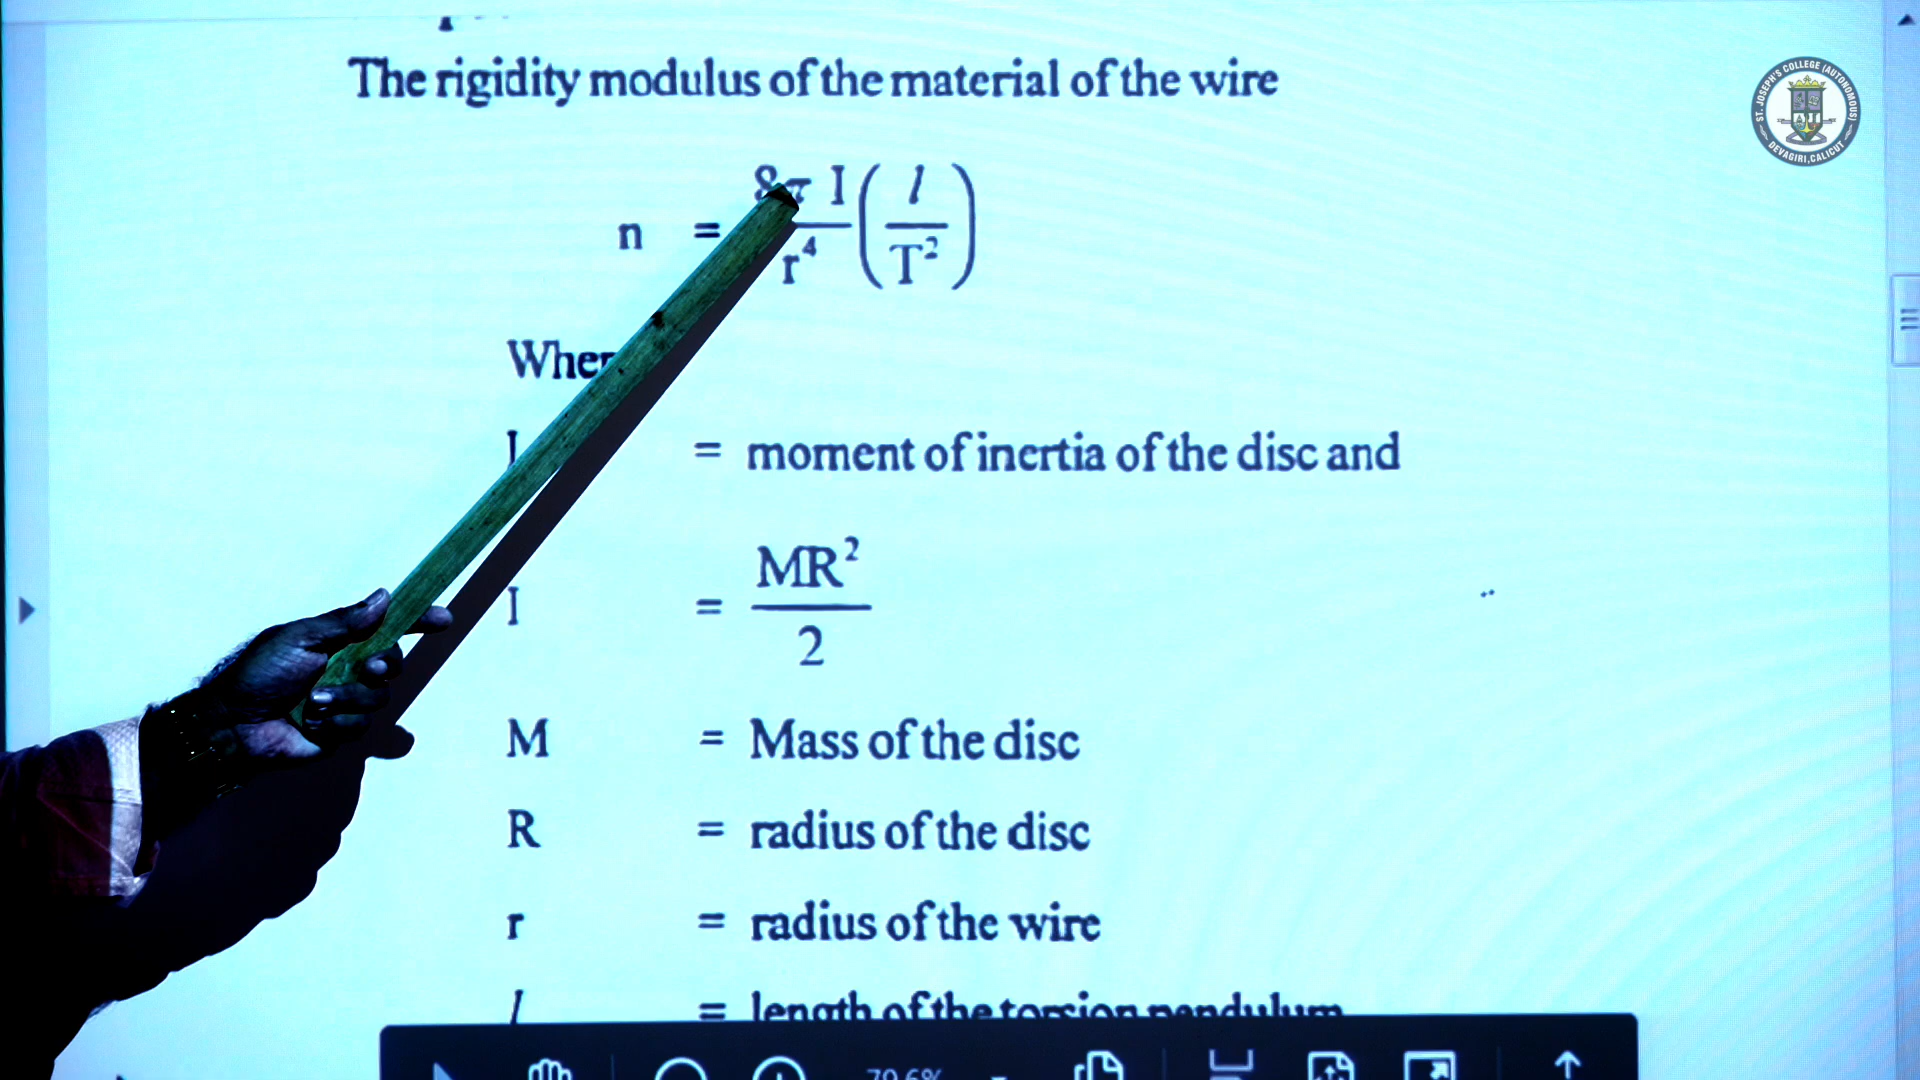 The rigidity modulus of the material of the wire
n = 8π I / r⁴ ( l / T² )
Wher
I = moment of inertia of the disc and
I = MR² / 2
M = Mass of the disc
R = radius of the disc
r = radius of the wire
l = length of the torsion pendulum
79.6%
ST. JOSEPH'S COLLEGE (AUTONOMOUS)
DEVAGIRI, CALICUT